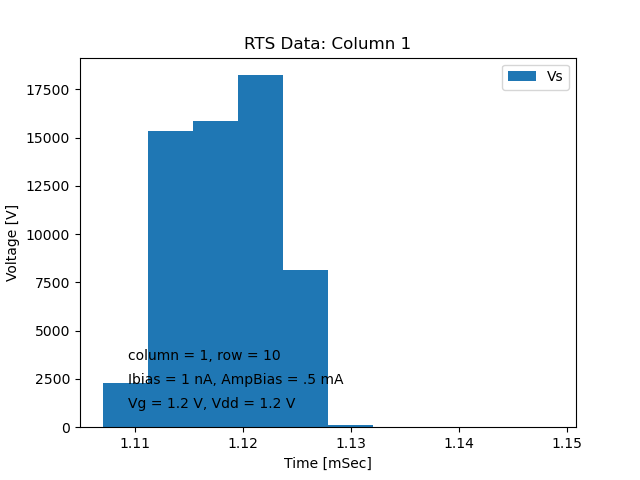 RTS Data: Column 1
Vs
Voltage [V]
17500
15000
12500
10000
7500
5000
2500
0
column = 1, row = 10
Ibias = 1 nA, AmpBias = .5 mA
Vg = 1.2 V, Vdd = 1.2 V
1.11 1.12 1.13 1.14 1.15
Time [mSec]